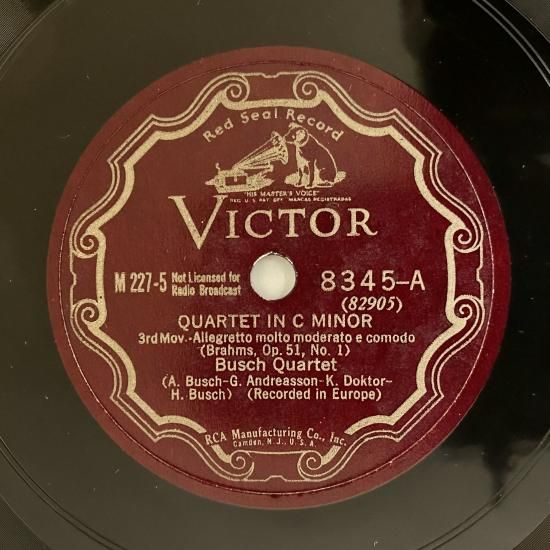 Red Seal Record
"HIS MASTER'S VOICE"
REG. U.S. PAT. OFF. MARCAS REGISTRADAS
VICTOR
M 227-5 Not Licensed for Radio Broadcast
8345-A
(82905)
QUARTET IN C MINOR
3rd Mov.-Allegretto molto moderato e comodo
(Brahms, Op. 51, No. 1)
Busch Quartet
(A. Busch-G. Andreasson-K. Doktor-
H. Busch) (Recorded in Europe)
RCA Manufacturing Co., Inc.
Camden, N.J., U.S.A.